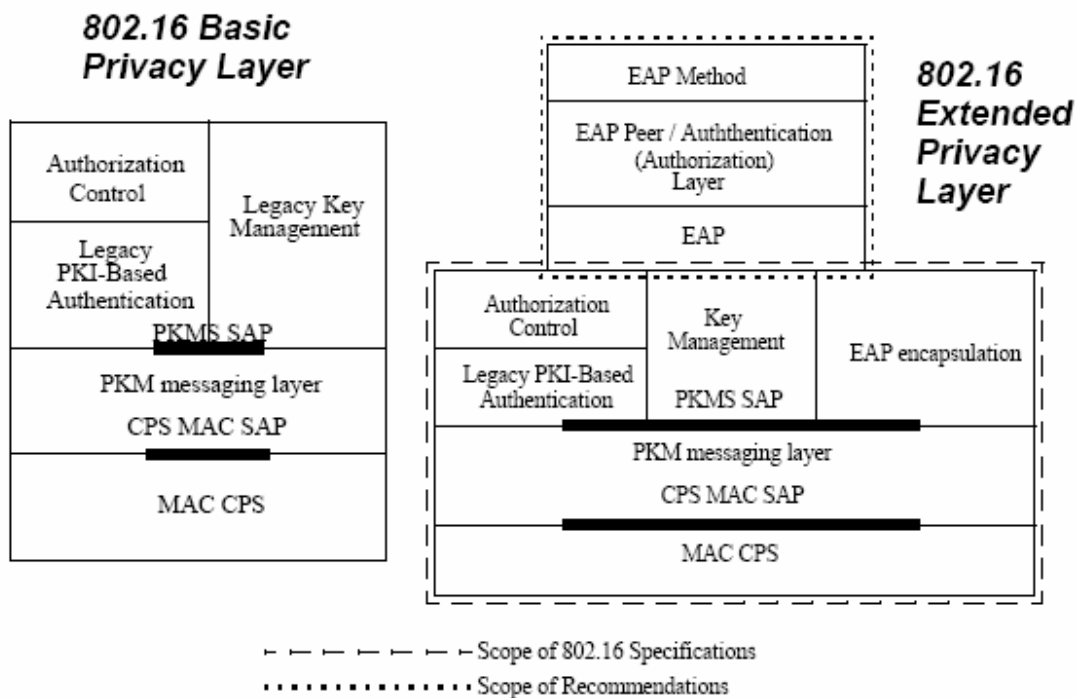 802.16 Basic
Privacy Layer
Authorization
Control
Legacy Key
Management
Legacy
PKI-Based
Authentication
PKMS SAP
PKM messaging layer
CPS MAC SAP
MAC CPS
802.16
Extended
Privacy
Layer
EAP Method
EAP Peer / Auththentication
(Authorization)
Layer
EAP
Authorization
Control
Key
Management
EAP encapsulation
Legacy PKI-Based
Authentication
PKMS SAP
PKM messaging layer
CPS MAC SAP
MAC CPS
Scope of 802.16 Specifications
Scope of Recommendations